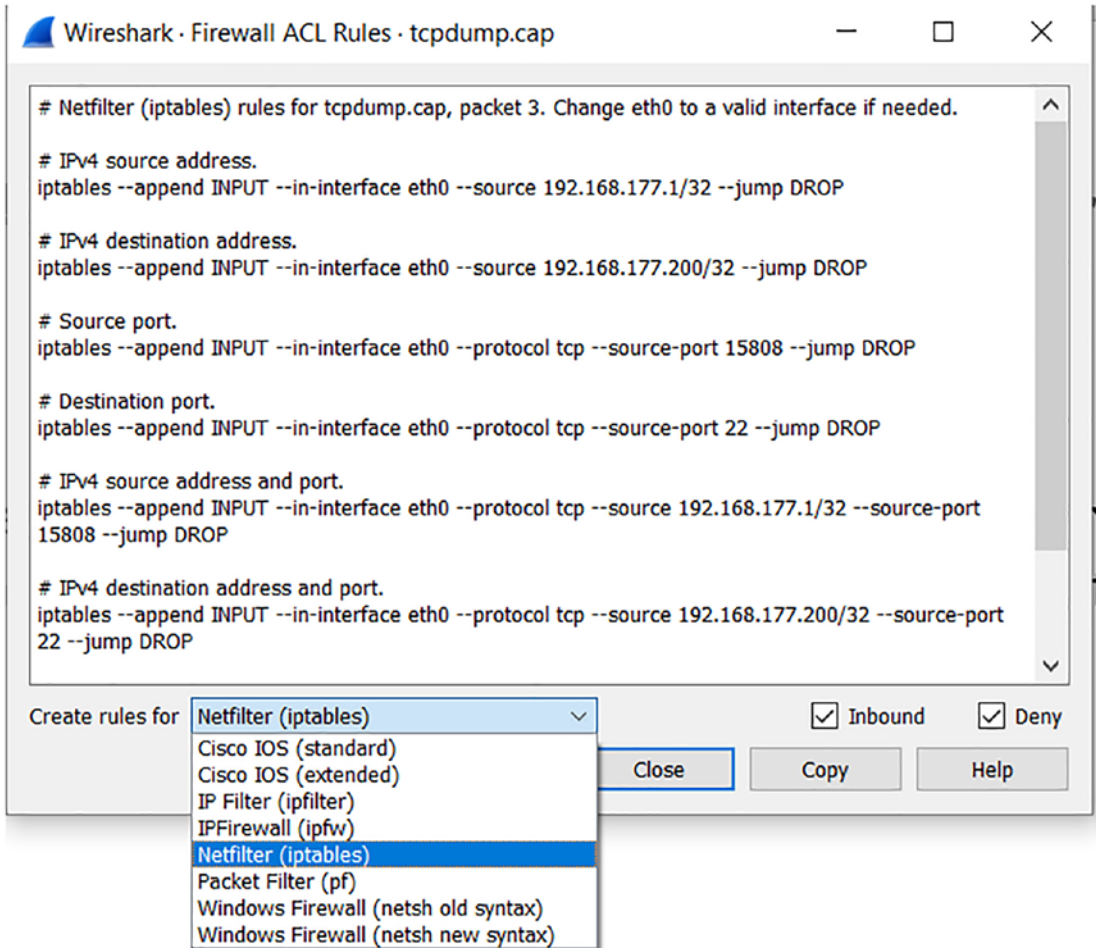 Wireshark · Firewall ACL Rules · tcpdump.cap
# Netfilter (iptables) rules for tcpdump.cap, packet 3. Change eth0 to a valid interface if needed.
# IPv4 source address.
iptables --append INPUT --in-interface eth0 --source 192.168.177.1/32 --jump DROP
# IPv4 destination address.
iptables --append INPUT --in-interface eth0 --source 192.168.177.200/32 --jump DROP
# Source port.
iptables --append INPUT --in-interface eth0 --protocol tcp --source-port 15808 --jump DROP
# Destination port.
iptables --append INPUT --in-interface eth0 --protocol tcp --source-port 22 --jump DROP
# IPv4 source address and port.
iptables --append INPUT --in-interface eth0 --protocol tcp --source 192.168.177.1/32 --source-port
15808 --jump DROP
# IPv4 destination address and port.
iptables --append INPUT --in-interface eth0 --protocol tcp --source 192.168.177.200/32 --source-port
22 --jump DROP
Create rules for Netfilter (iptables) Inbound Deny
Cisco IOS (standard)
Cisco IOS (extended) Close Copy Help
IP Filter (ipfilter)
IPFirewall (ipfw)
Netfilter (iptables)
Packet Filter (pf)
Windows Firewall (netsh old syntax)
Windows Firewall (netsh new syntax)